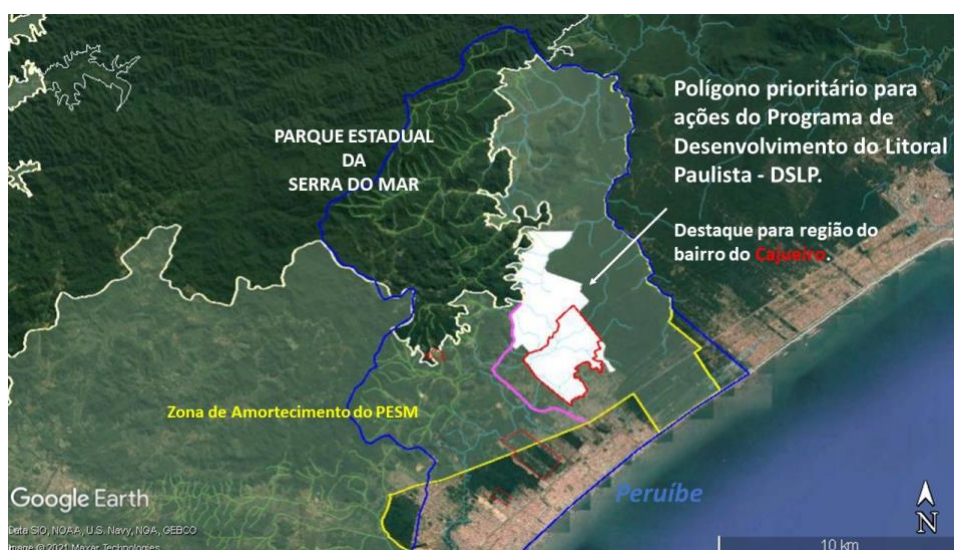 PARQUE ESTADUAL
DA
SERRA DO MAR
Polígono prioritário para
ações do Programa de
Desenvolvimento do Litoral
Paulista - DSLP.
Destaque para região do
bairro do Cajueiro.
Zona de Amortecimento do PESM
Peruíbe
Google Earth
Data SIO, NOAA, U.S. Navy, NGA, GEBCO
Image © 2021 Maxar Technologies
N
10 km